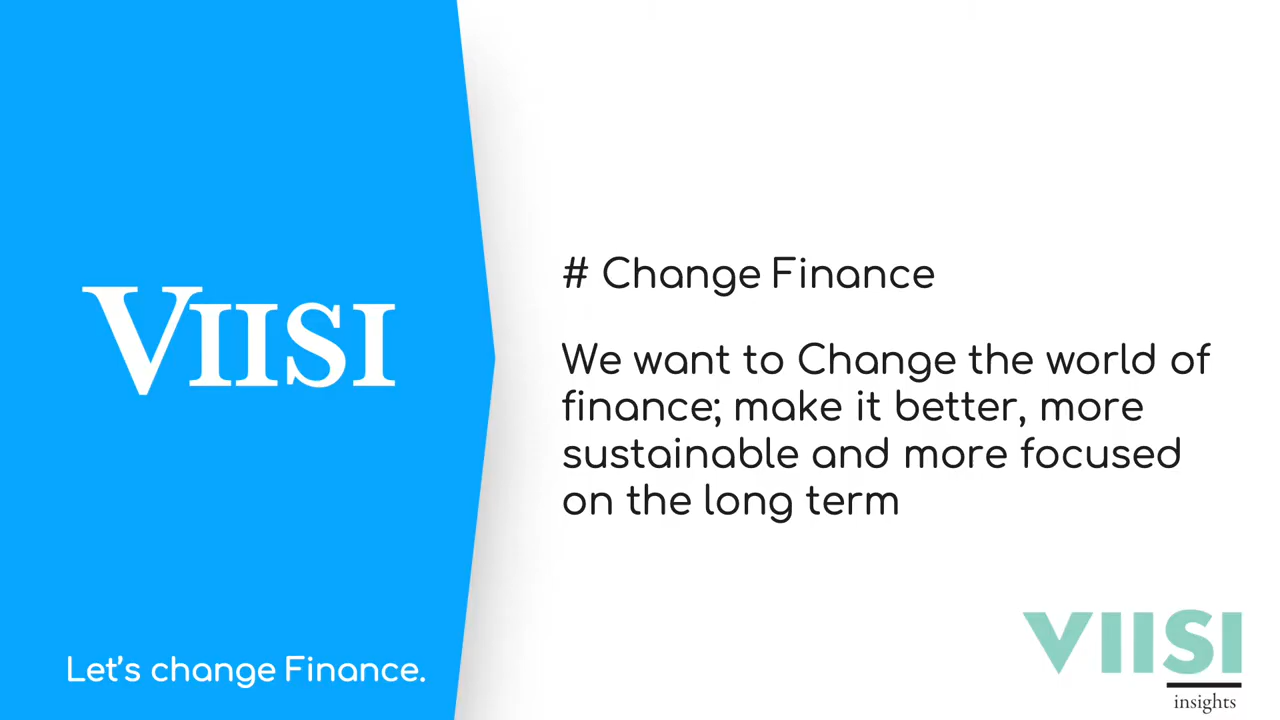 VIISI
# Change Finance
We want to Change the world of
finance; make it better, more
sustainable and more focused
on the long term
Let's change Finance.
VIISI
insights